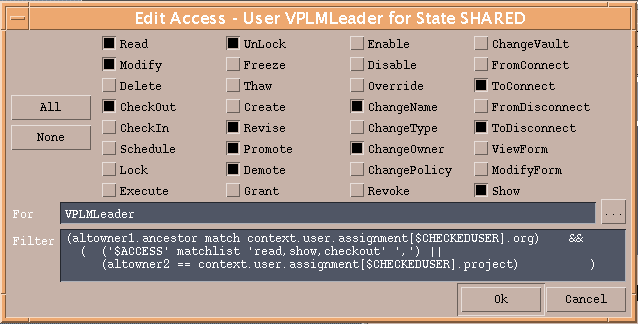 Edit Access - User VPLMLeader for State SHARED
Read UnLock Enable ChangeVault
Modify Freeze Disable FromConnect
Delete Thaw Override ToConnect
All CheckOut Create ChangeName FromDisconnect
None CheckIn Revise ChangeType ToDisconnect
Schedule Promote ChangeOwner ViewForm
Lock Demote ChangePolicy ModifyForm
Execute Grant Revoke Show
For VPLMLeader ...
Filter (altowner1.ancestor match context.user.assignment[$CHECKEDUSER].org) &&
( ('$ACCESS' matchlist 'read,show,checkout' ',') ||
(altowner2 == context.user.assignment[$CHECKEDUSER].project) )
Ok Cancel